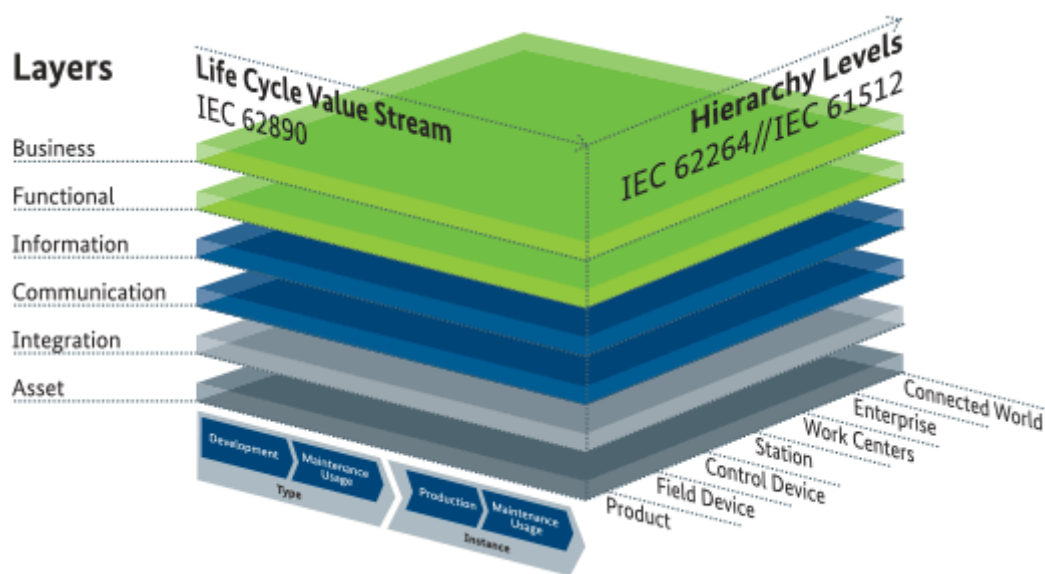 Layers
Life Cycle Value Stream
IEC 62890
Hierarchy Levels
IEC 62264//IEC 61512
Business
Functional
Information
Communication
Integration
Asset
Development
Maintenance
Usage
Type
Production
Maintenance
Usage
Instance
Connected World
Enterprise
Work Centers
Station
Control Device
Field Device
Product